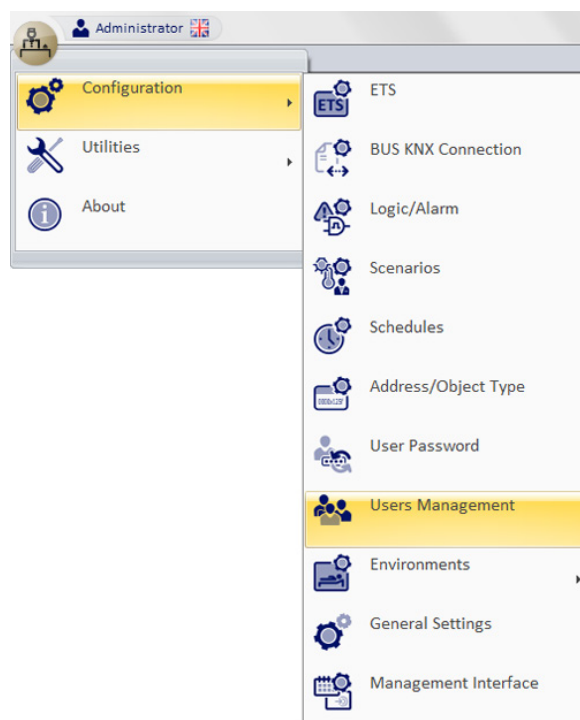 Administrator
Configuration
Utilities
About
ETS
ETS
BUS KNX Connection
Logic/Alarm
Scenarios
Schedules
Address/Object Type
User Password
Users Management
Environments
General Settings
Management Interface